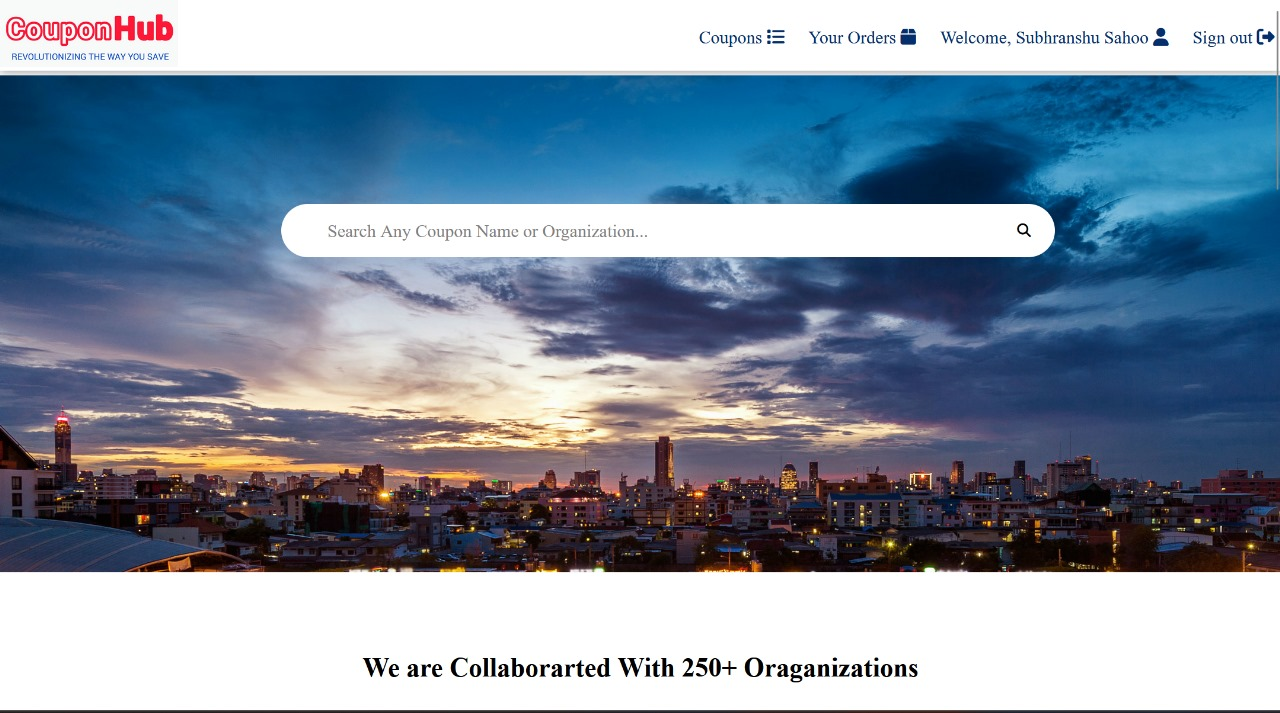 CouponHub
REVOLUTIONIZING THE WAY YOU SAVE
Coupons Your Orders Welcome, Subhranshu Sahoo Sign out
Search Any Coupon Name or Organization...
We are Collaborarted With 250+ Oraganizations